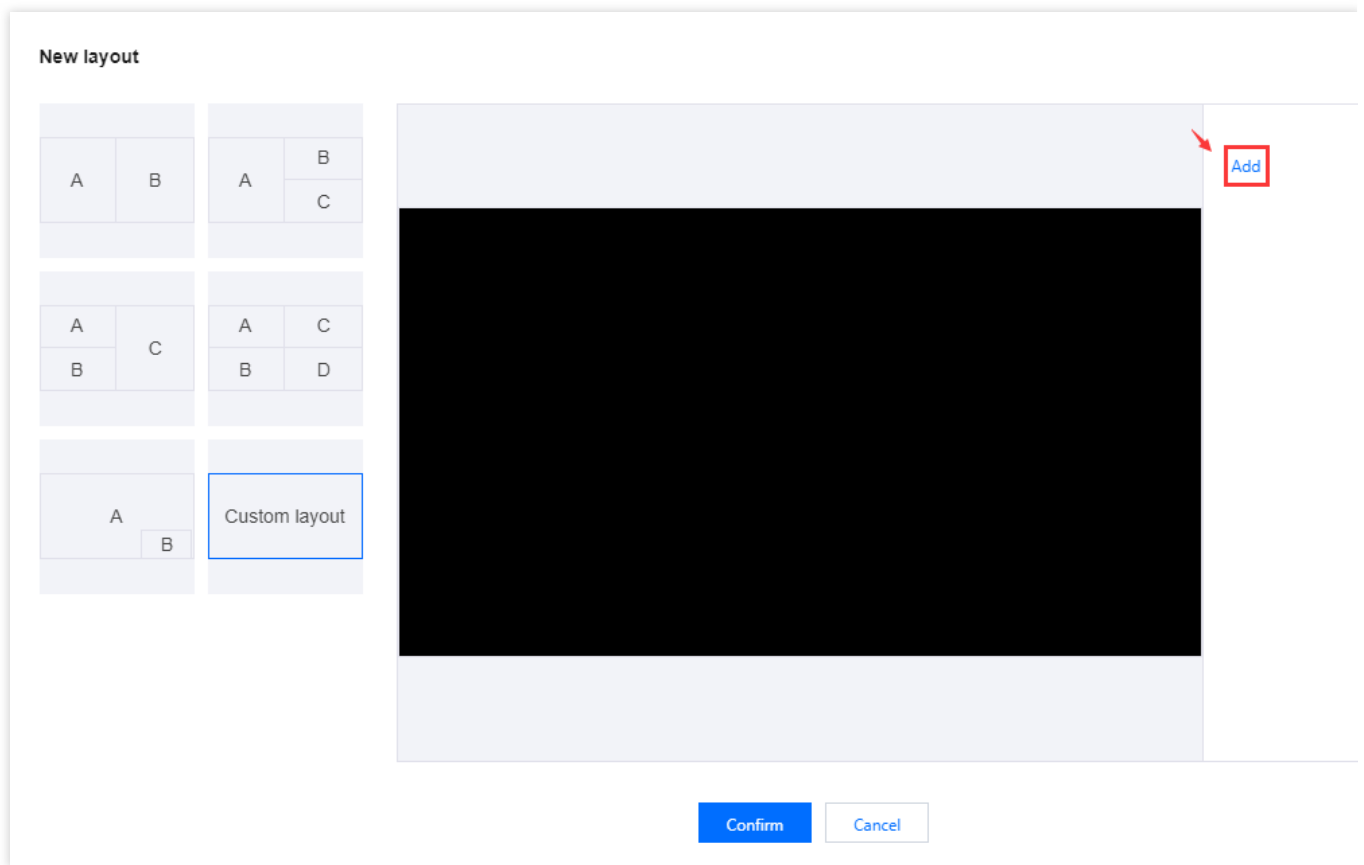 New layout
A B
A B
C
A C
B
A C
B D
A
B
Custom layout
Add
Confirm Cancel